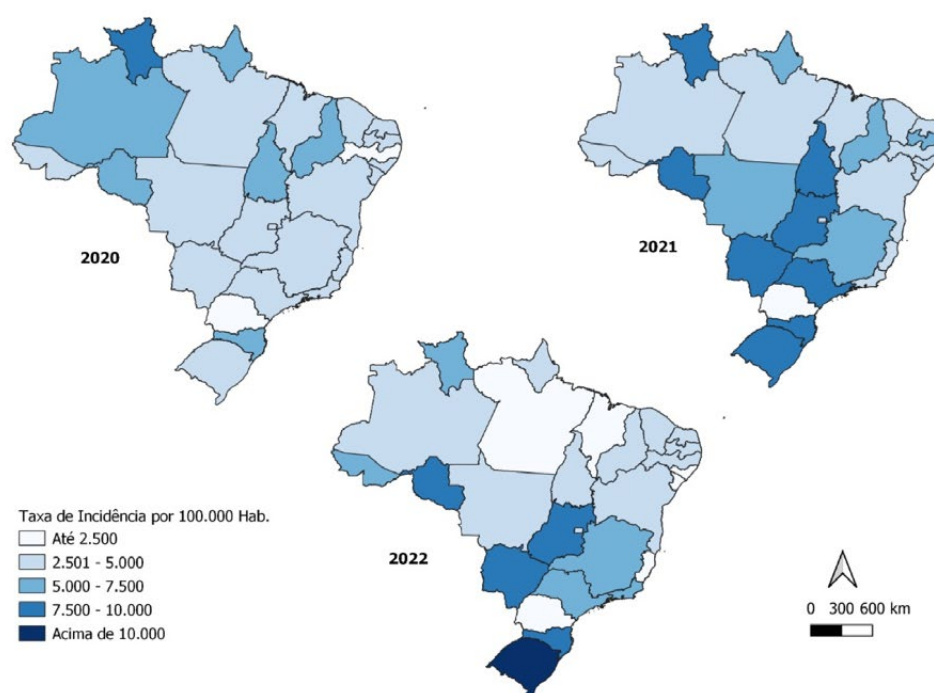 2020
2021
2022
Taxa de Incidência por 100.000 Hab.
Até 2.500
2.501 - 5.000
5.000 - 7.500
7.500 - 10.000
Acima de 10.000
0 300 600 km